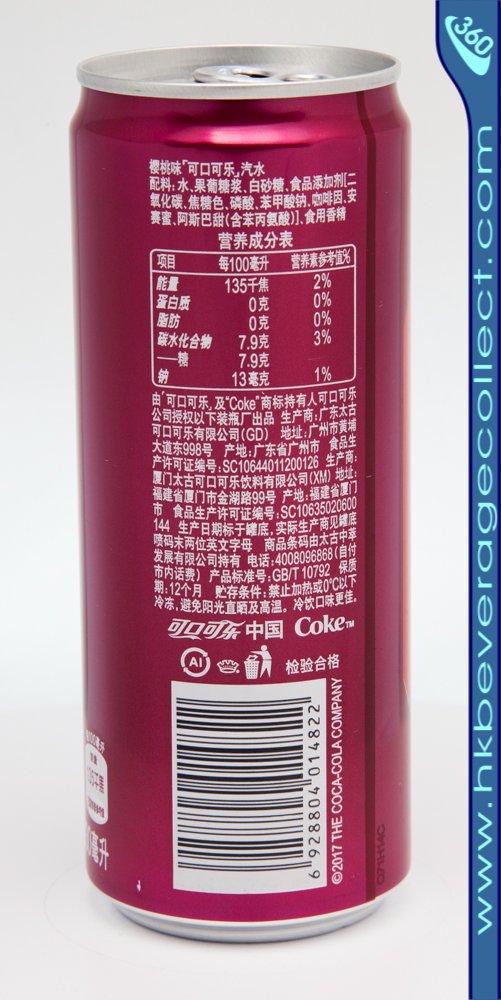 樱桃味「可口可乐」汽水
配料:水、果葡糖浆、白砂糖、食品添加剂[二
氧化碳、焦糖色、磷酸、苯甲酸钠、咖啡因、安
赛蜜、阿斯巴甜(含苯丙氨酸)]、食用香精
营养成分表
项目 每100毫升 营养素参考值%
能量 135千焦 2%
蛋白质 0克 0%
脂肪 0克 0%
碳水化合物 7.9克 3%
——糖 7.9克
钠 13毫克 1%
由「可口可乐」及“Coke”商标持有人可口可乐
公司授权以下装瓶厂出品 生产商:广东太古
可口可乐有限公司(GD) 地址:广州市黄埔
大道东998号 产地:广东省广州市 食品生
产许可证编号:SC10644011200126 生产商:
厦门太古可口可乐饮料有限公司(XM) 地址:
福建省厦门市金湖路99号 产地:福建省厦门
市 食品生产许可证编号:SC10635020600
144 生产日期标于罐底,实际生产商见罐底
喷码末两位英文字母 商品条码由太古中萃
发展有限公司持有 电话:4008096868(自付
市内话费) 产品标准号:GB/T 10792 保质
期:12个月 贮存条件:禁止加热或0℃以下
冷冻,避免阳光直晒及高温。冷饮口味更佳。
可口可乐 中国 Coke™
Al 检验合格
6 928804 014822
©2017 THE COCA-COLA COMPANY
毫升
360
www.hkbeveragecollect.com